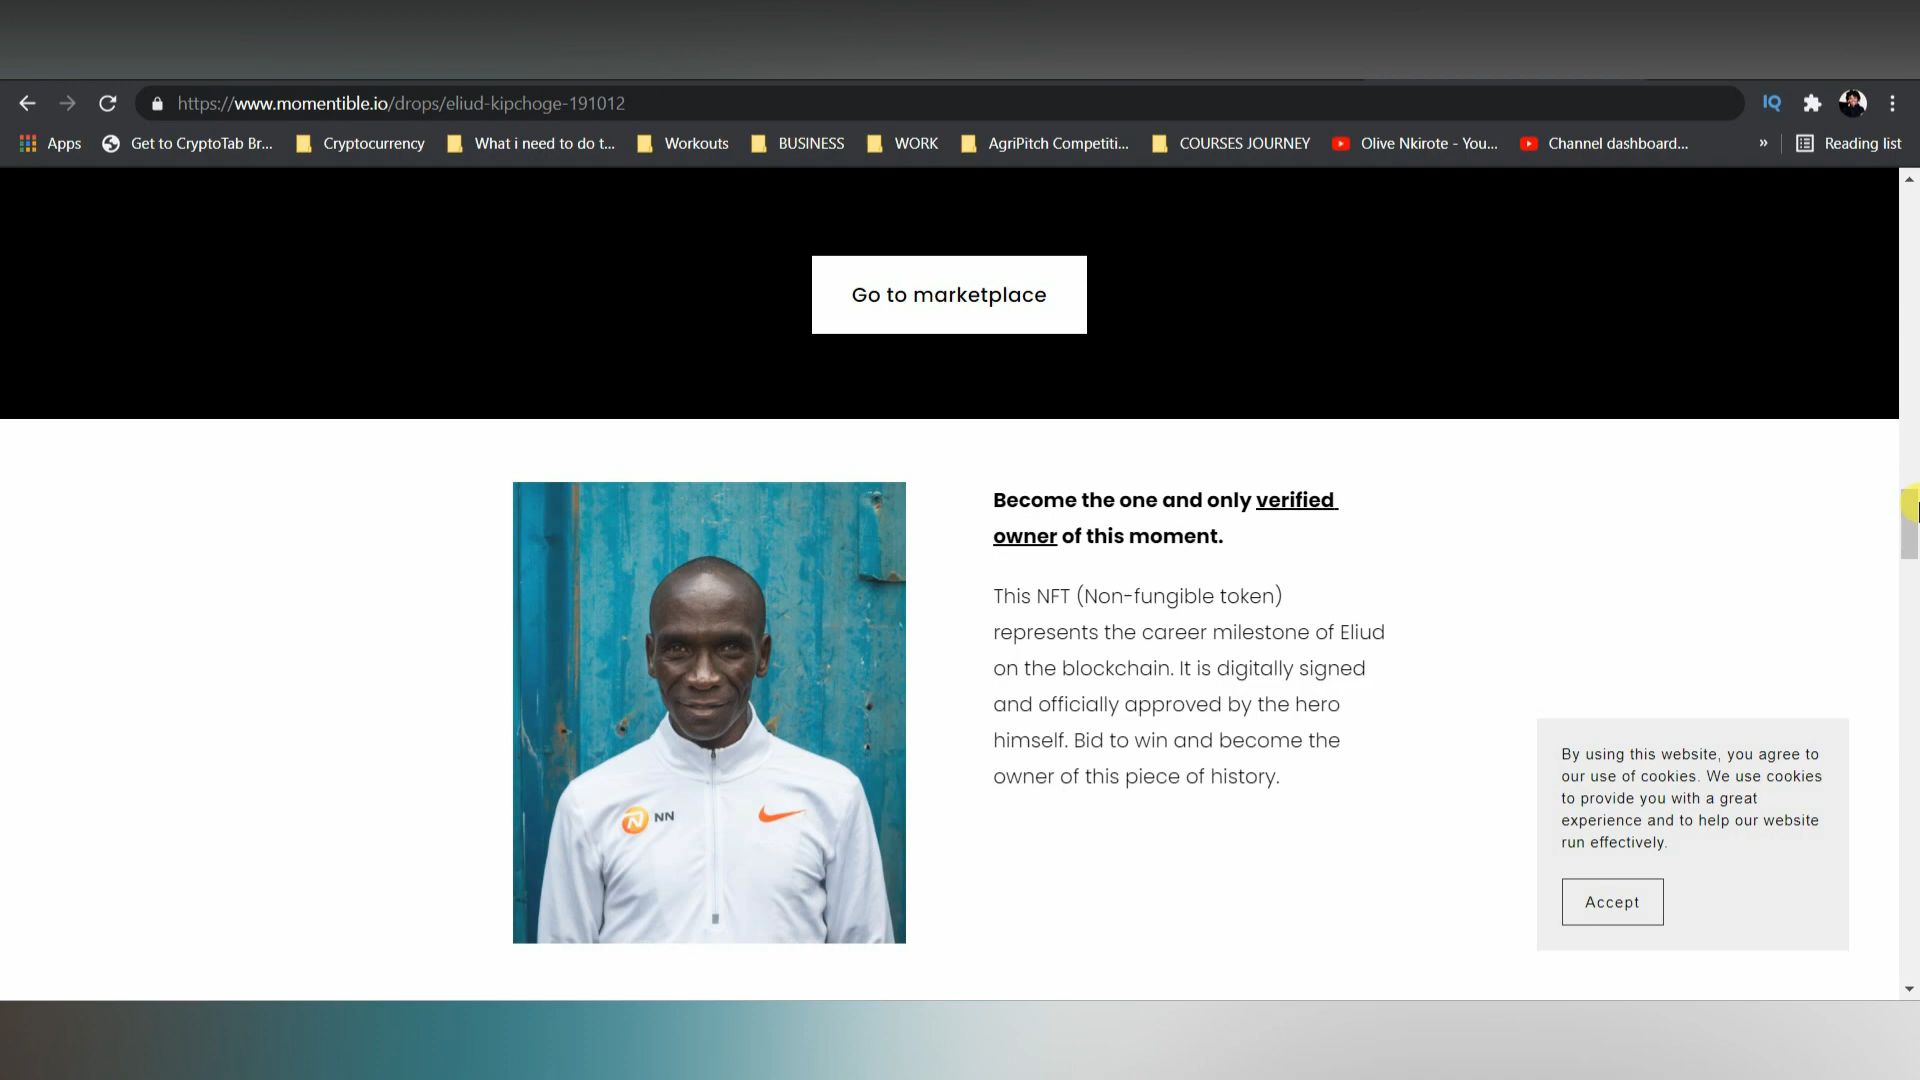 https://www.momentible.io/drops/eliud-kipchoge-191012
IQ
Apps
Get to CryptoTab Br...
Cryptocurrency
What i need to do t...
Workouts
BUSINESS
WORK
AgriPitch Competiti...
COURSES JOURNEY
Olive Nkirote - You...
Channel dashboard...
»
Reading list
Go to marketplace
Become the one and only verified
owner of this moment.
This NFT (Non-fungible token)
represents the career milestone of Eliud
on the blockchain. It is digitally signed
and officially approved by the hero
himself. Bid to win and become the
owner of this piece of history.
N NN
By using this website, you agree to
our use of cookies. We use cookies
to provide you with a great
experience and to help our website
run effectively.
Accept